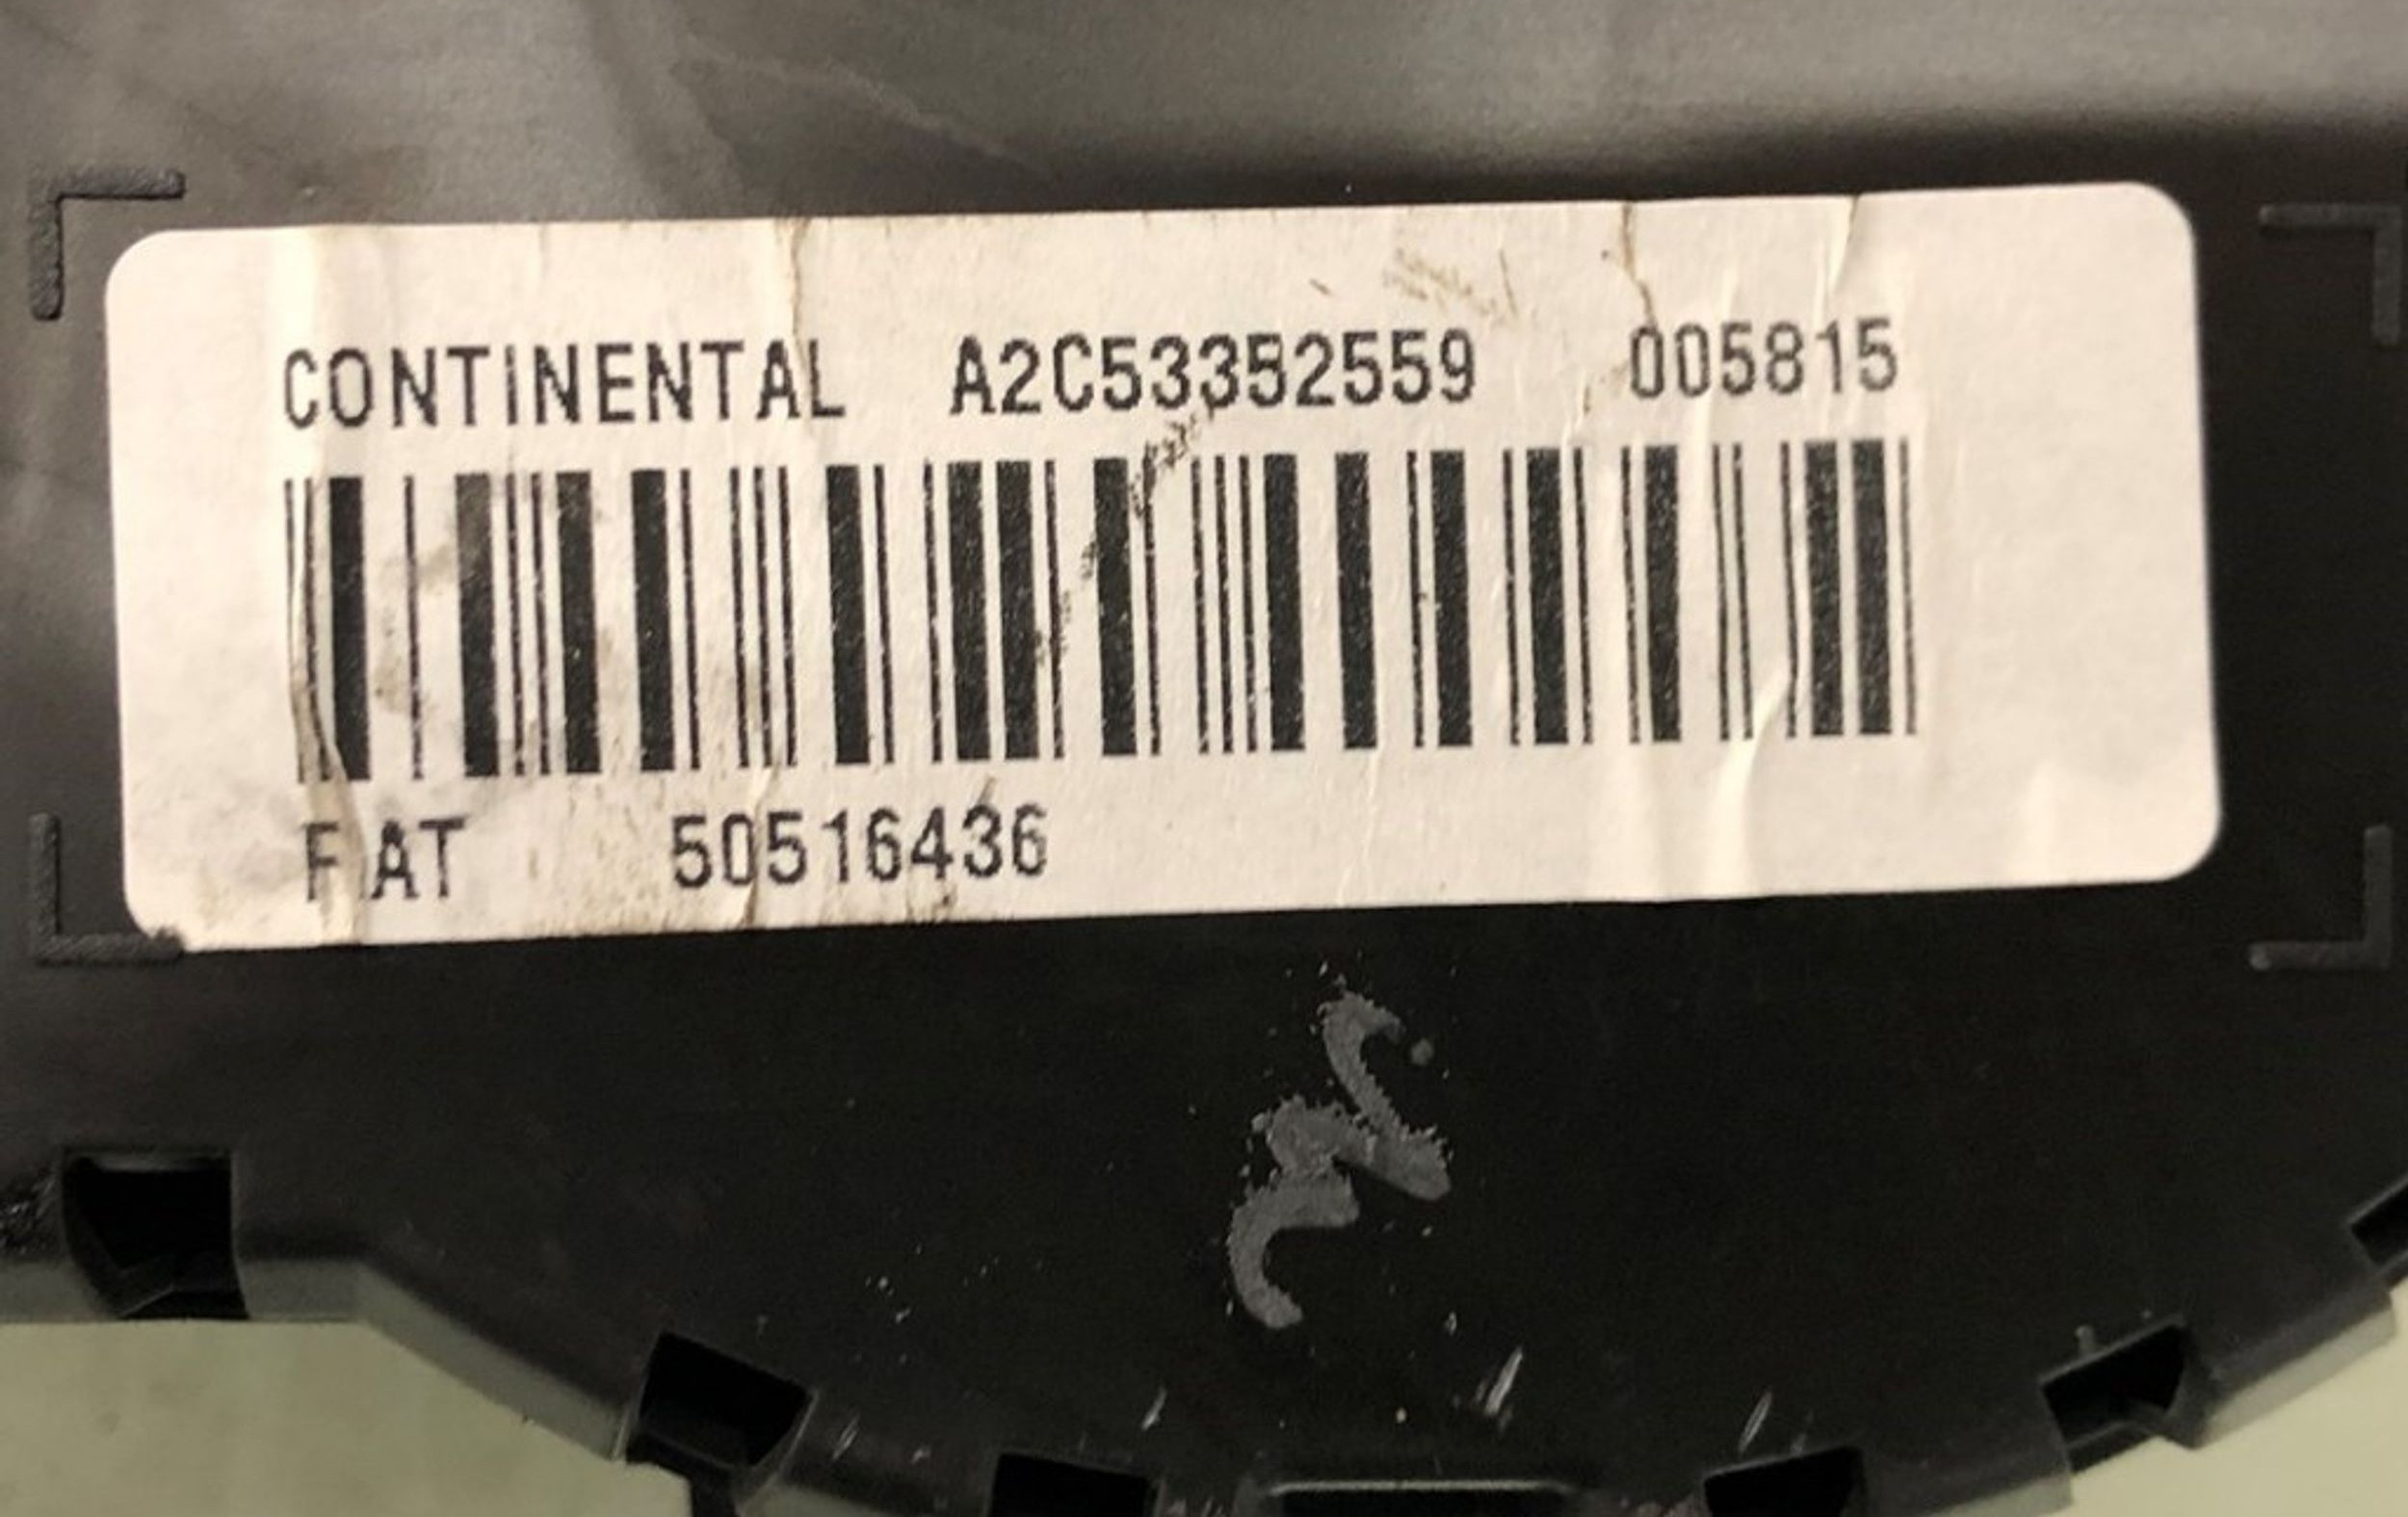 CONTINENTAL A2C53352559 005815
FIAT 50516436